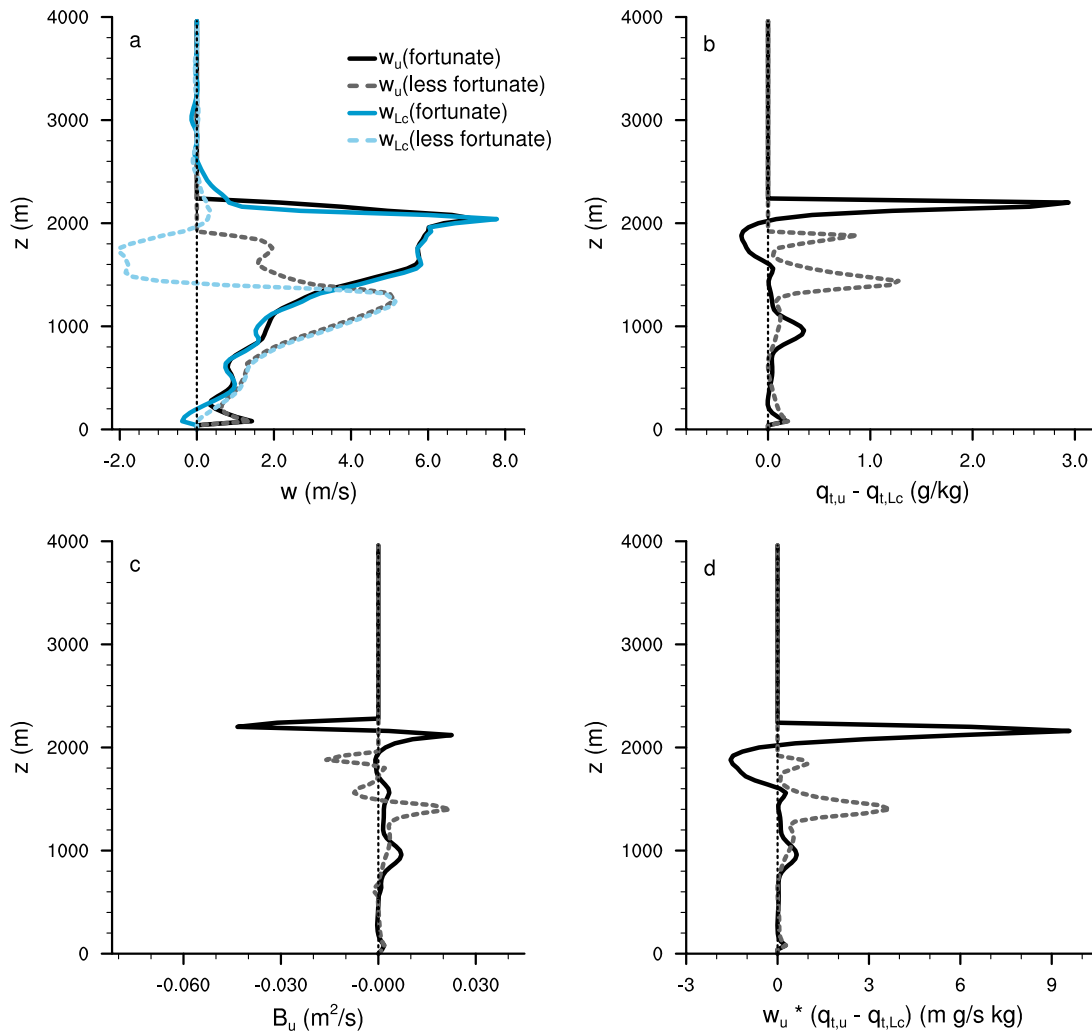 a
w_u(fortunate)
w_u(less fortunate)
w_Lc(fortunate)
w_Lc(less fortunate)
4000
3000
2000
1000
0
z (m)
-2.0 0.0 2.0 4.0 6.0 8.0
w (m/s)
b
4000
3000
2000
1000
0
z (m)
0.0 1.0 2.0 3.0
q_t,u - q_t,Lc (g/kg)
c
4000
3000
2000
1000
0
z (m)
-0.060 -0.030 -0.000 0.030
B_u (m²/s)
d
4000
3000
2000
1000
0
z (m)
-3 0 3 6 9
w_u * (q_t,u - q_t,Lc) (m g/s kg)